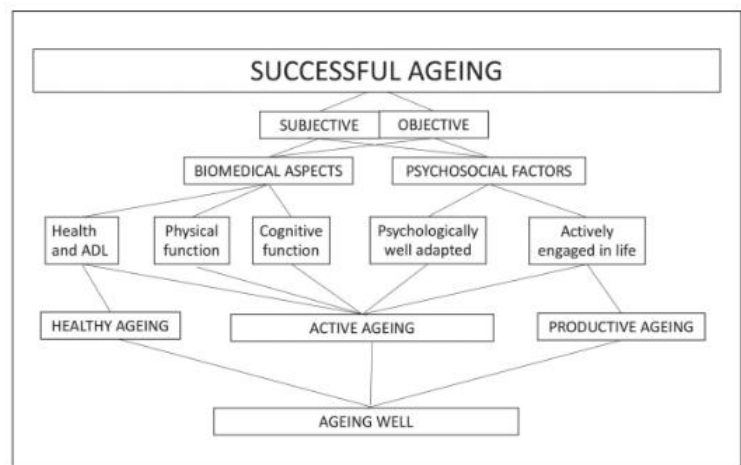 SUCCESSFUL AGEING
SUBJECTIVE OBJECTIVE
BIOMEDICAL ASPECTS PSYCHOSOCIAL FACTORS
Health
and ADL
Physical
function
Cognitive
function
Psychologically
well adapted
Actively
engaged in life
HEALTHY AGEING
ACTIVE AGEING
PRODUCTIVE AGEING
AGEING WELL